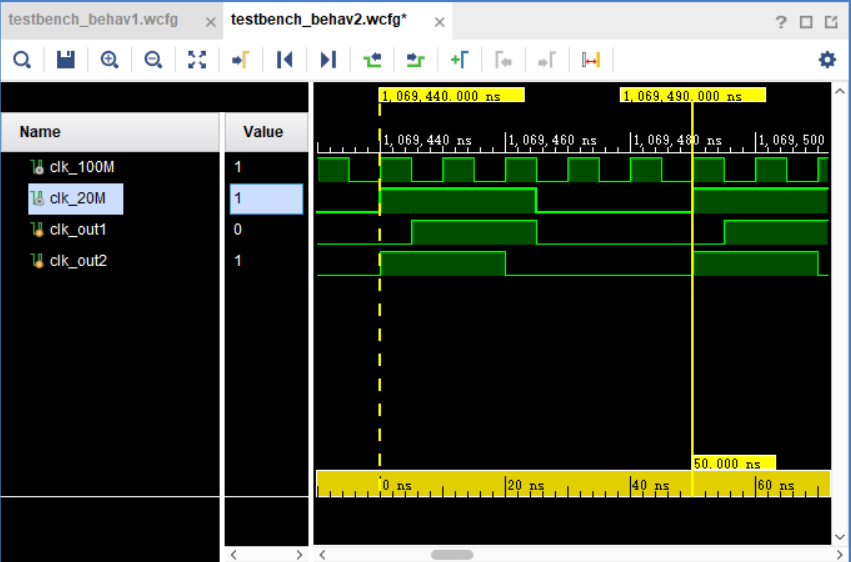 testbench_behav1.wcfg × testbench_behav2.wcfg* × ?
1,069,440.000 ns 1,069,490.000 ns
Name Value 1,069,440 ns 1,069,460 ns 1,069,480 ns 1,069,500
clk_100M 1
clk_20M 1
clk_out1 0
clk_out2 1
50.000 ns
0 ns 20 ns 40 ns 60 ns